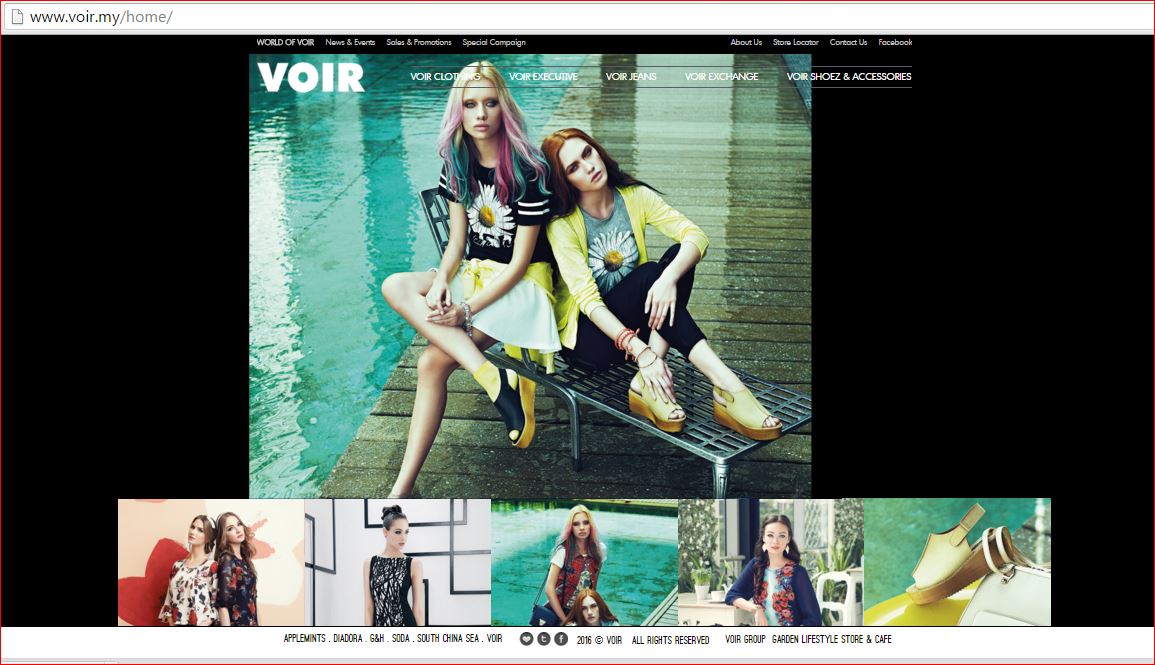 www.voir.my/home/
WORLD OF VOIR News & Events Sales & Promotions Special Campaign About Us Store Locator Contact Us Facebook
VOIR VOIR CLOTHING VOIR EXECUTIVE VOIR JEANS VOIR EXCHANGE VOIR SHOEZ & ACCESSORIES
APPLEMINTS . DIADORA . G&H . SODA . SOUTH CHINA SEA . VOIR 2016 © VOIR ALL RIGHTS RESERVED VOIR GROUP GARDEN LIFESTYLE STORE & CAFE